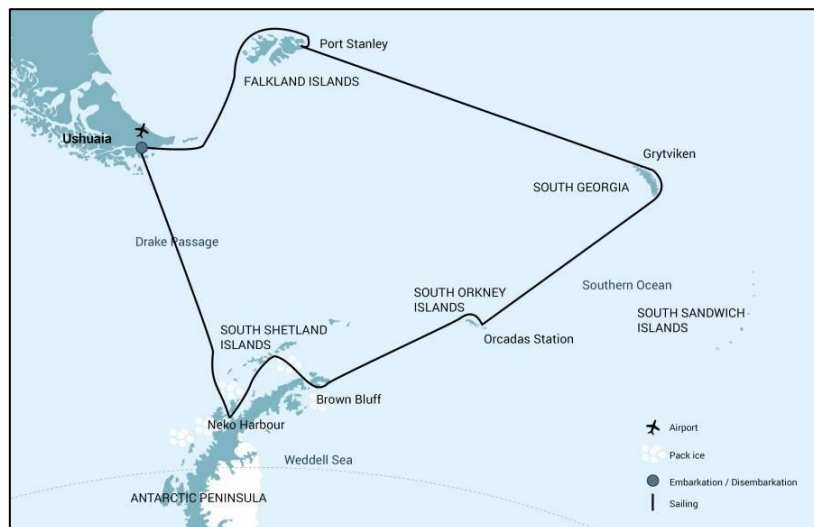 Port Stanley
FALKLAND ISLANDS
Ushuaia
Grytviken
SOUTH GEORGIA
Drake Passage
Southern Ocean
SOUTH ORKNEY
ISLANDS
SOUTH SANDWICH
ISLANDS
SOUTH SHETLAND
ISLANDS
Orcadas Station
Brown Bluff
Neko Harbour
Weddell Sea
ANTARCTIC PENINSULA
Airport
Pack ice
Embarkation / Disembarkation
Sailing